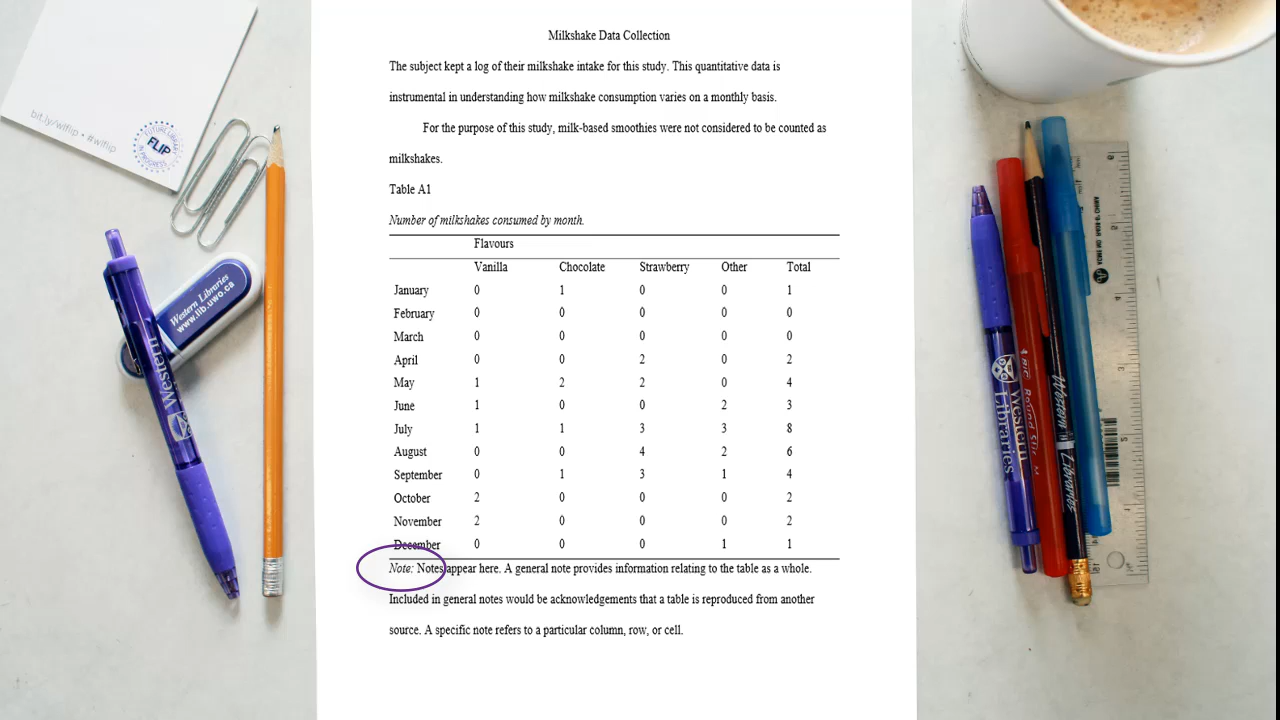 Milkshake Data Collection
The subject kept a log of their milkshake intake for this study. This quantitative data is
instrumental in understanding how milkshake consumption varies on a monthly basis.
For the purpose of this study, milk-based smoothies were not considered to be counted as
milkshakes.
Table A1
Number of milkshakes consumed by month.
Flavours
Vanilla Chocolate Strawberry Other Total
January 0 1 0 0 1
February 0 0 0 0 0
March 0 0 0 0 0
April 0 0 2 0 2
May 1 2 2 0 4
June 1 0 0 2 3
July 1 1 3 3 8
August 0 0 4 2 6
September 0 1 3 1 4
October 2 0 0 0 2
November 2 0 0 0 2
December 0 0 0 1 1
Note: Notes appear here. A general note provides information relating to the table as a whole.
Included in general notes would be acknowledgements that a table is reproduced from another
source. A specific note refers to a particular column, row, or cell.
bit.ly/wlflip • #wlflip
FLIP
Western Libraries
www.lib.uwo.ca
Western
Western
Libraries
Western Libraries